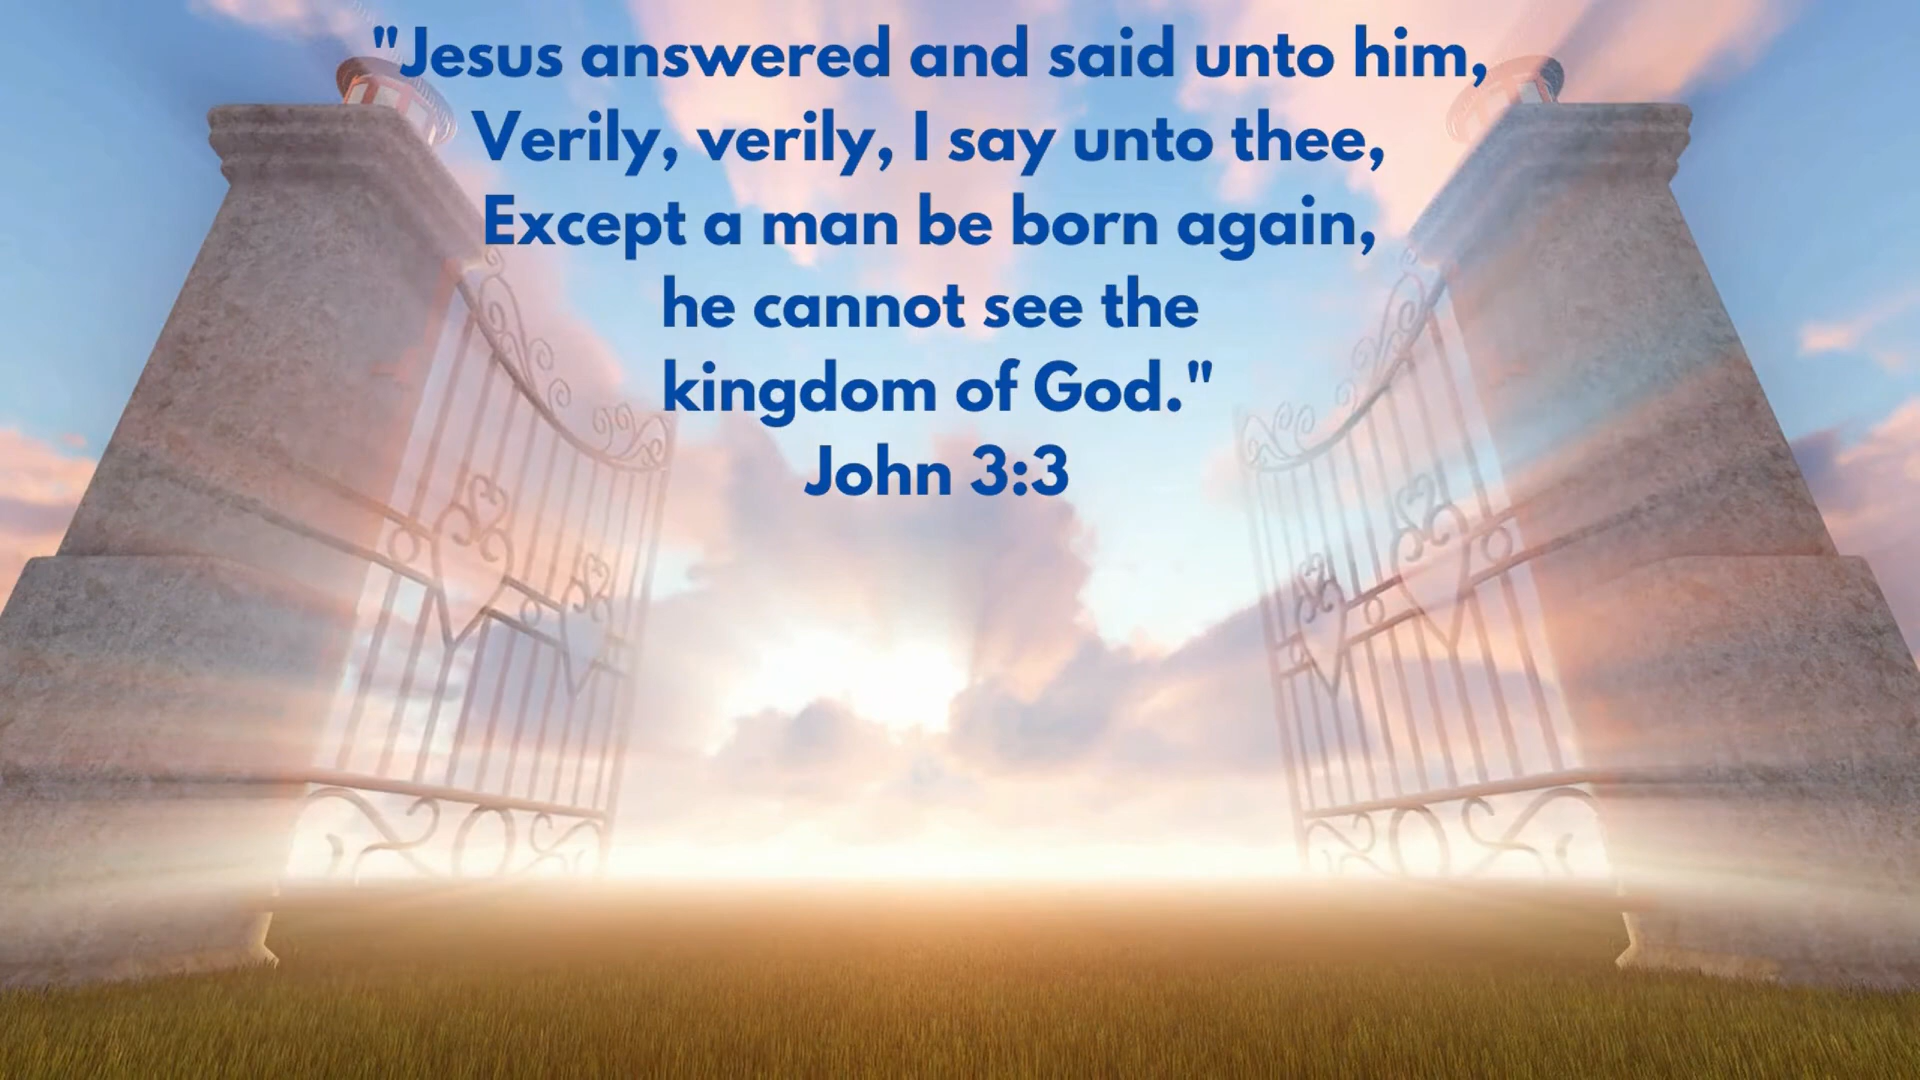 "Jesus answered and said unto him,
Verily, verily, I say unto thee,
Except a man be born again,
he cannot see the
kingdom of God."
John 3:3